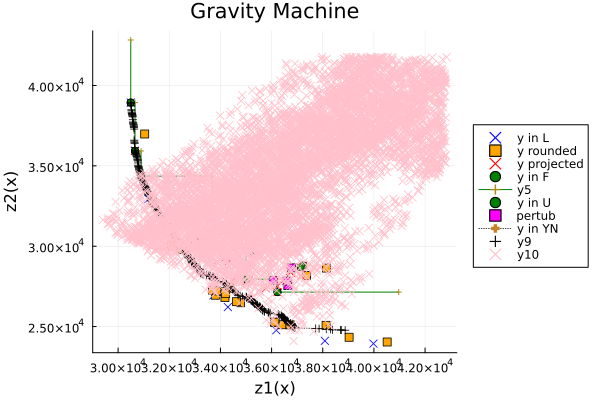 Gravity Machine
z2(x)
4.00×10⁴
3.50×10⁴
3.00×10⁴
2.50×10⁴
3.00×10⁴
3.20×10⁴
3.40×10⁴
3.60×10⁴
3.80×10⁴
4.00×10⁴
4.20×10⁴
z1(x)
y in L
y rounded
y projected
y in F
y5
y in U
pertub
y in YN
y9
y10